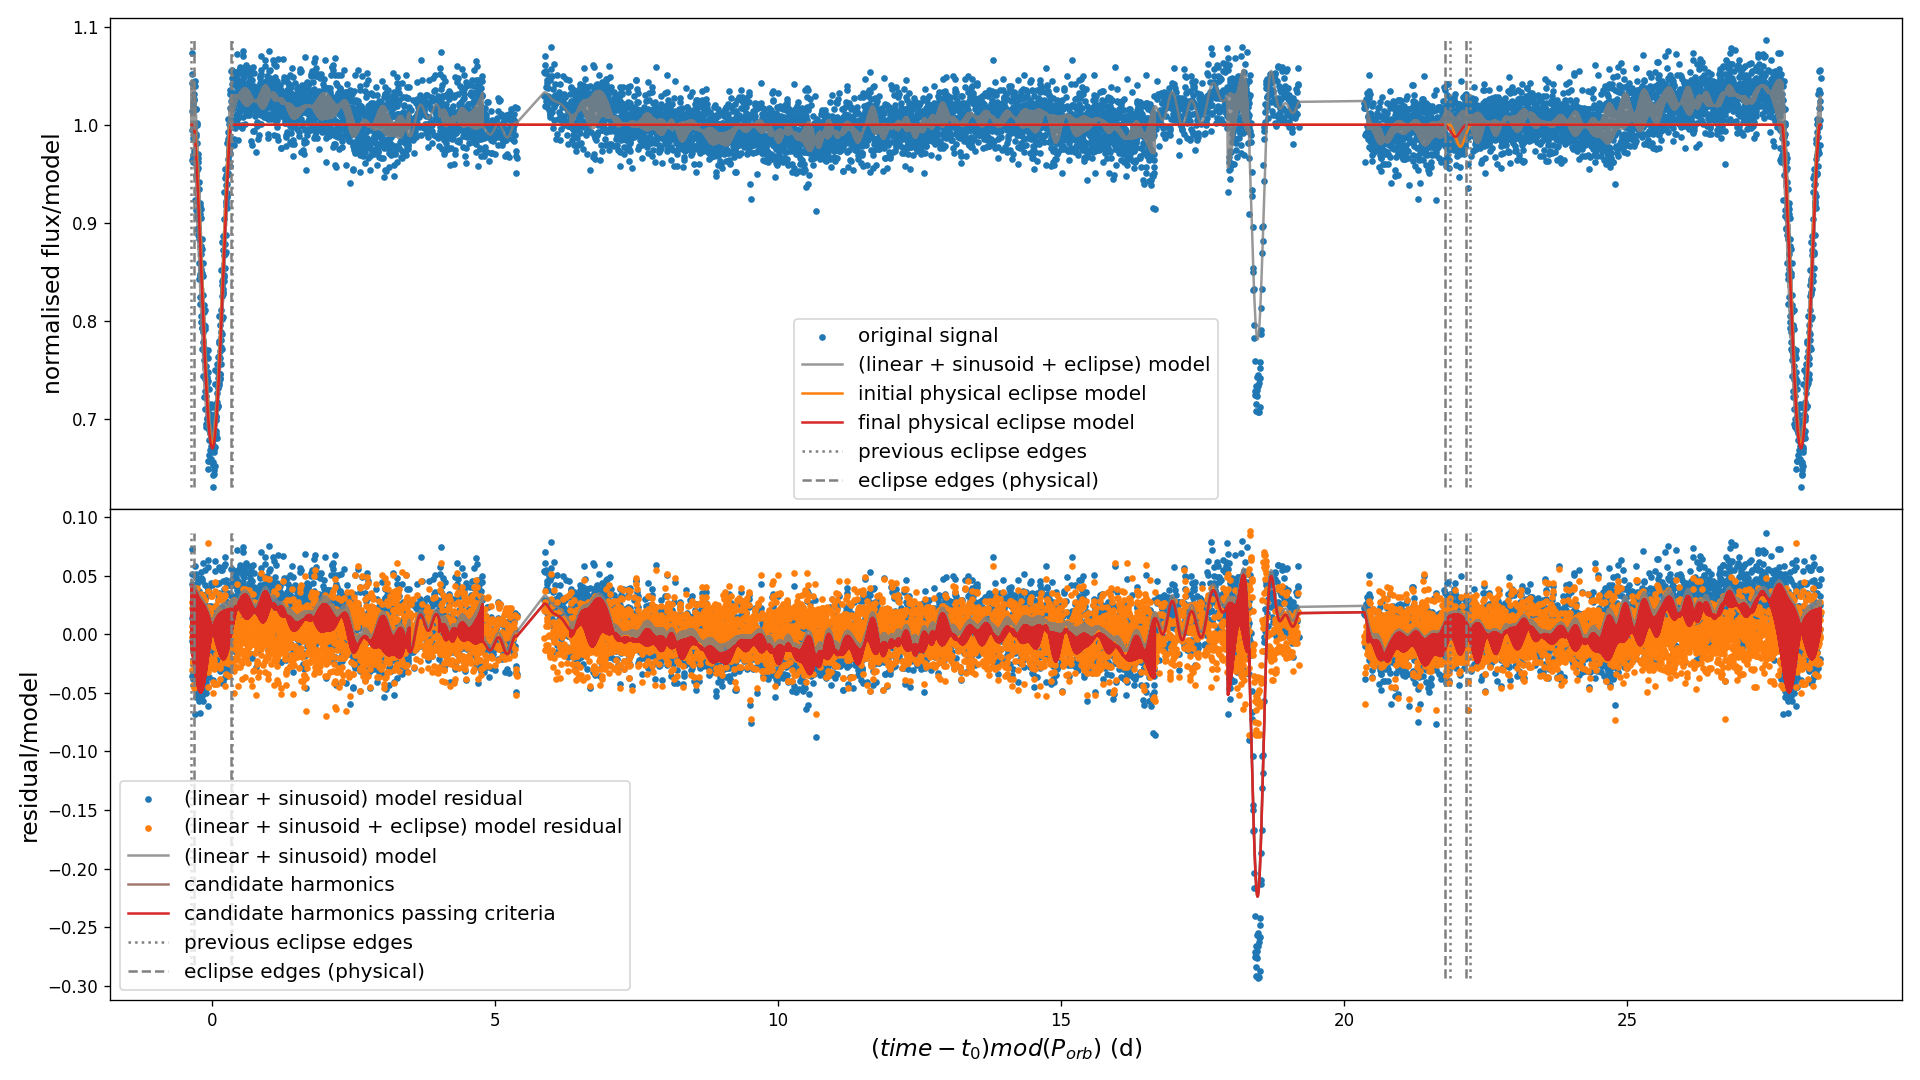 normalised flux/model
1.1
1.0
0.9
0.8
0.7
original signal
(linear + sinusoid + eclipse) model
initial physical eclipse model
final physical eclipse model
previous eclipse edges
eclipse edges (physical)
residual/model
0.10
0.05
0.00
−0.05
−0.10
−0.15
−0.20
−0.25
−0.30
(linear + sinusoid) model residual
(linear + sinusoid + eclipse) model residual
(linear + sinusoid) model
candidate harmonics
candidate harmonics passing criteria
previous eclipse edges
eclipse edges (physical)
0 5 10 15 20 25
(time − t₀)mod(P_orb) (d)